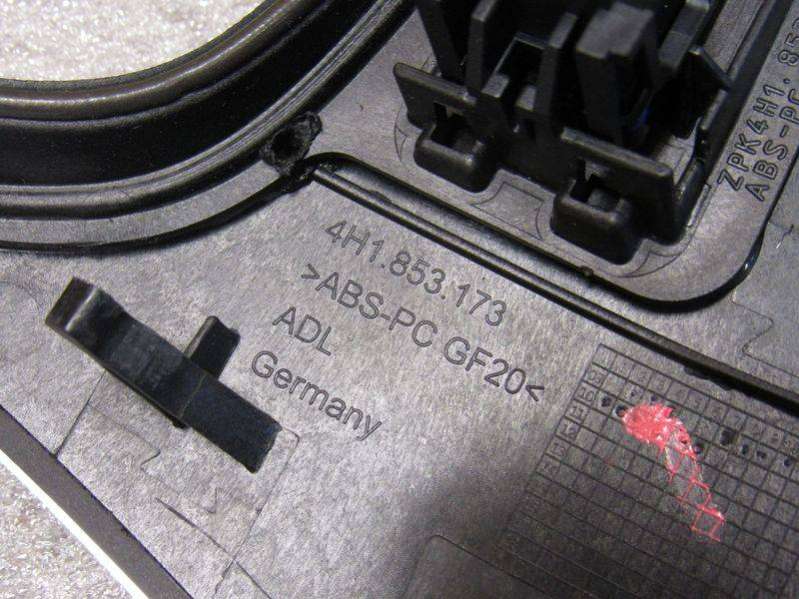 4H1.853.173
>ABS-PC GF20<
ADL
Germany
ZPK4H1.853
ABS-PC